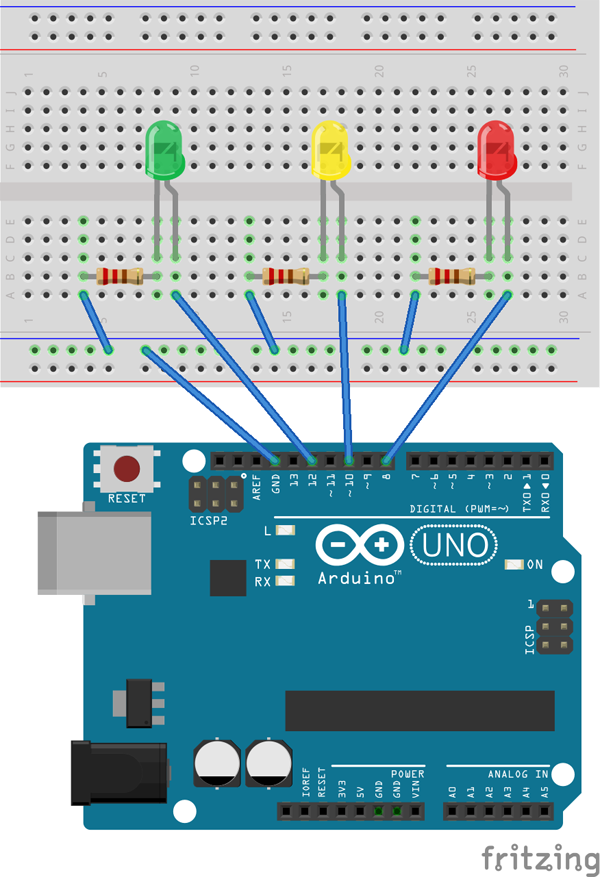 1 5 10 15 20 25 30
J J
I I
H H
G G
F F
E E
D D
C C
B B
A A
1 5 10 15 20 25 30
RESET
ICSP2
AREF GND 13 12 ~11 ~10 ~9 8 7 ~6 ~5 4 ~3 2 TX0▶1 RX0◀0
DIGITAL (PWM=~)
L
TX
RX
Arduino™
UNO
ON
1
ICSP
POWER
ANALOG IN
IOREF RESET 3V3 5V GND GND VIN A0 A1 A2 A3 A4 A5
fritzing